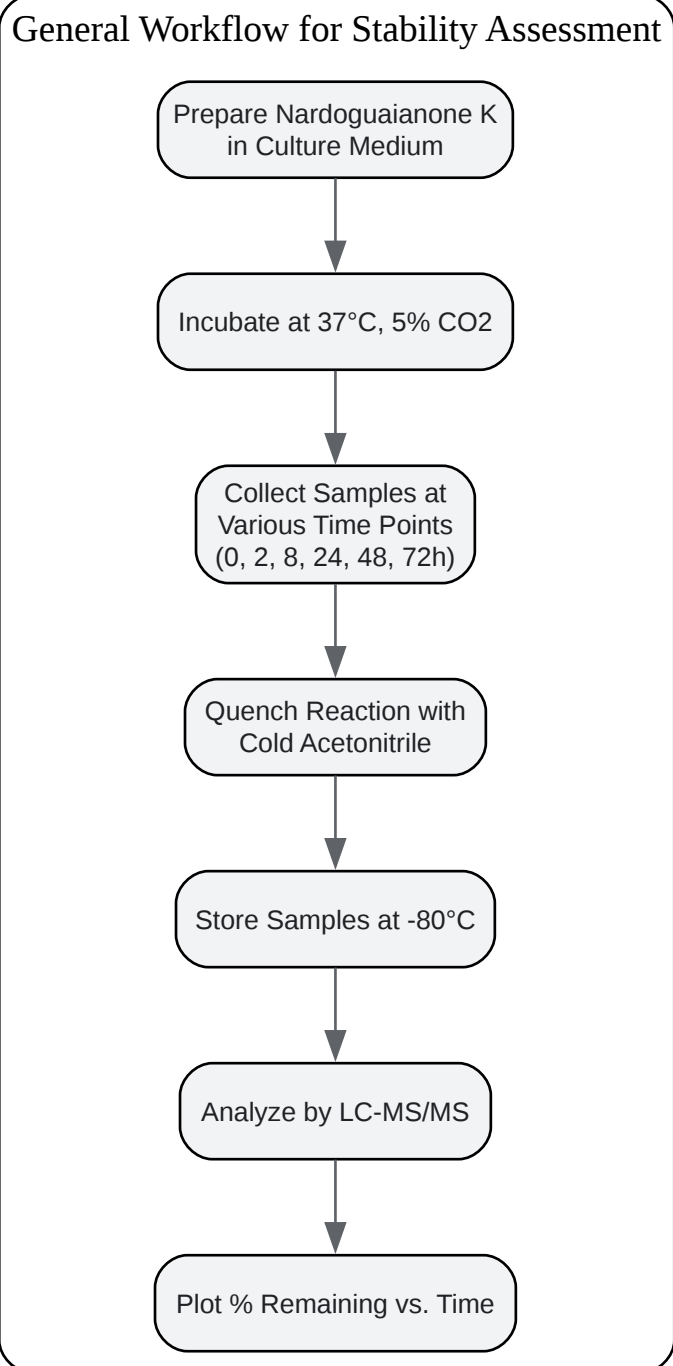 General Workflow for Stability Assessment
Prepare Nardoguaianone K
in Culture Medium
Incubate at 37°C, 5% CO2
Collect Samples at
Various Time Points
(0, 2, 8, 24, 48, 72h)
Quench Reaction with
Cold Acetonitrile
Store Samples at -80°C
Analyze by LC-MS/MS
Plot % Remaining vs. Time